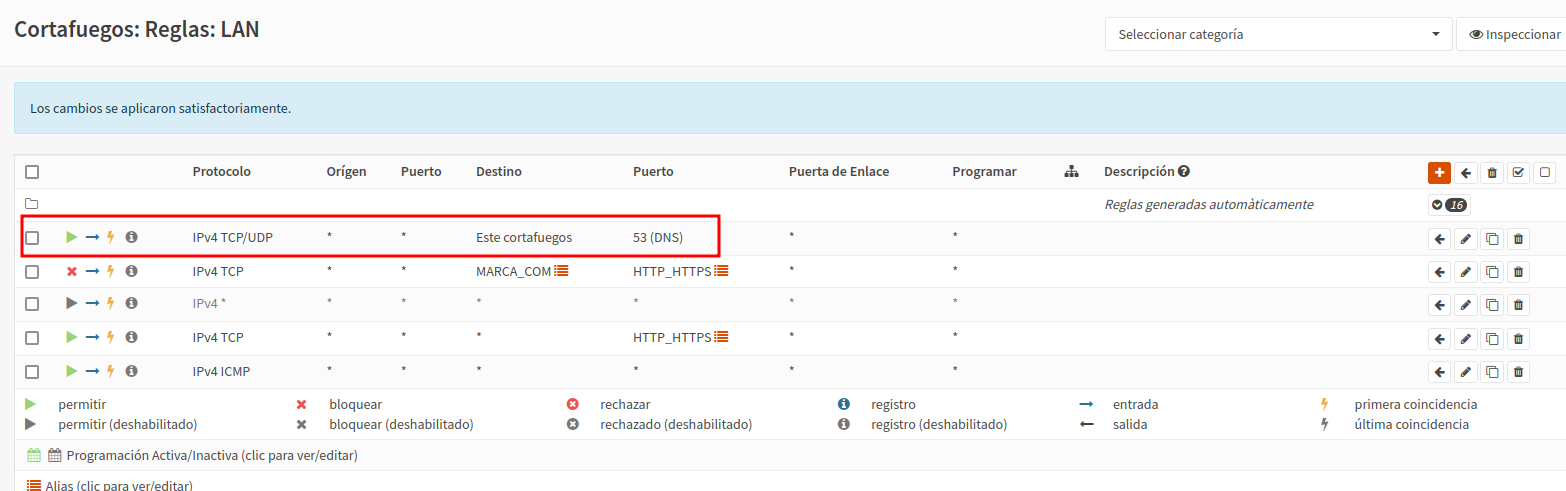 Cortafuegos: Reglas: LAN
Seleccionar categoría
Inspeccionar
Los cambios se aplicaron satisfactoriamente.
Protocolo Orígen Puerto Destino Puerto Puerta de Enlace Programar Descripción
Reglas generadas automàticamente 16
IPv4 TCP/UDP * * Este cortafuegos 53 (DNS) * *
IPv4 TCP * * MARCA_COM HTTP_HTTPS * *
IPv4 * * * * * * *
IPv4 TCP * * * HTTP_HTTPS * *
IPv4 ICMP * * * * * *
permitir bloquear rechazar registro entrada primera coincidencia
permitir (deshabilitado) bloquear (deshabilitado) rechazado (deshabilitado) registro (deshabilitado) salida última coincidencia
Programación Activa/Inactiva (clic para ver/editar)
Alias (clic para ver/editar)